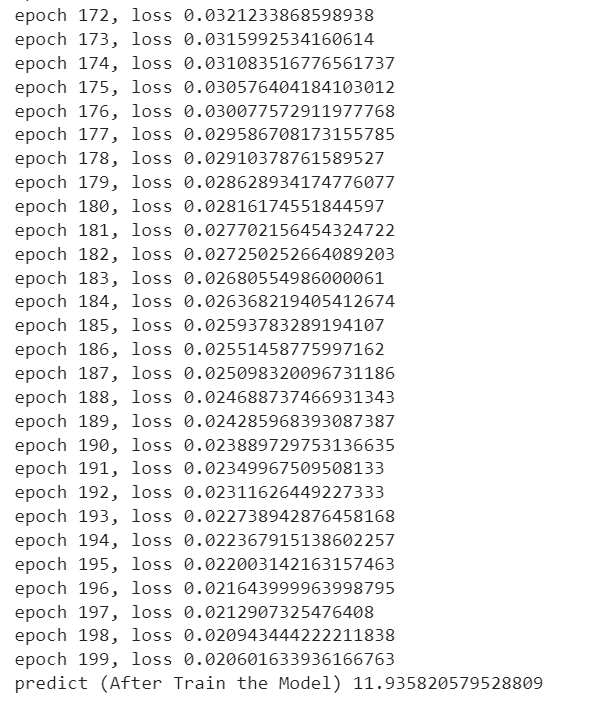 epoch 172, loss 0.0321233868598938
epoch 173, loss 0.0315992534160614
epoch 174, loss 0.031083516776561737
epoch 175, loss 0.030576404184103012
epoch 176, loss 0.030077572911977768
epoch 177, loss 0.029586708173155785
epoch 178, loss 0.02910378761589527
epoch 179, loss 0.028628934174776077
epoch 180, loss 0.02816174551844597
epoch 181, loss 0.027702156454324722
epoch 182, loss 0.027250252664089203
epoch 183, loss 0.02680554986000061
epoch 184, loss 0.026368219405412674
epoch 185, loss 0.02593783289194107
epoch 186, loss 0.02551458775997162
epoch 187, loss 0.025098320096731186
epoch 188, loss 0.024688737466931343
epoch 189, loss 0.024285968393087387
epoch 190, loss 0.023889729753136635
epoch 191, loss 0.02349967509508133
epoch 192, loss 0.02311626449227333
epoch 193, loss 0.022738942876458168
epoch 194, loss 0.022367915138602257
epoch 195, loss 0.022003142163157463
epoch 196, loss 0.021643999963998795
epoch 197, loss 0.0212907325476408
epoch 198, loss 0.020943444222211838
epoch 199, loss 0.020601633936166763
predict (After Train the Model) 11.935820579528809